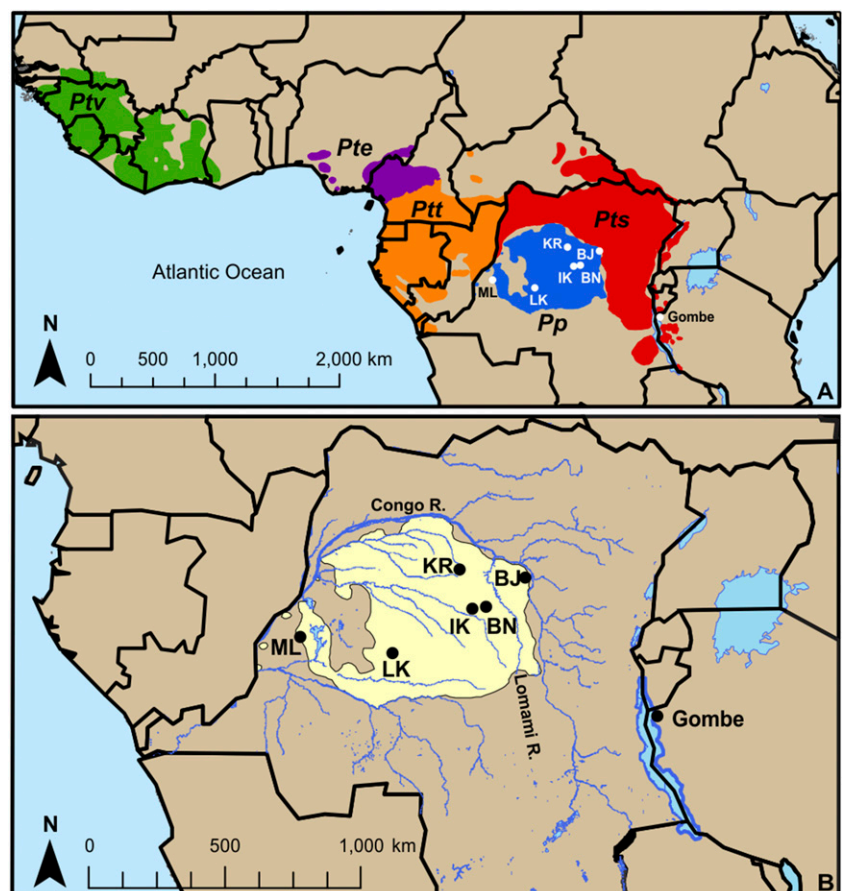 Ptv
Pte
Ptt
Pts
KR
BJ
IK
BN
ML
LK
Gombe
Pp
Atlantic Ocean
N
0
500
1,000
2,000 km
A
Congo R.
KR
BJ
IK
BN
ML
LK
Lomami R.
Gombe
N
0
500
1,000 km
B